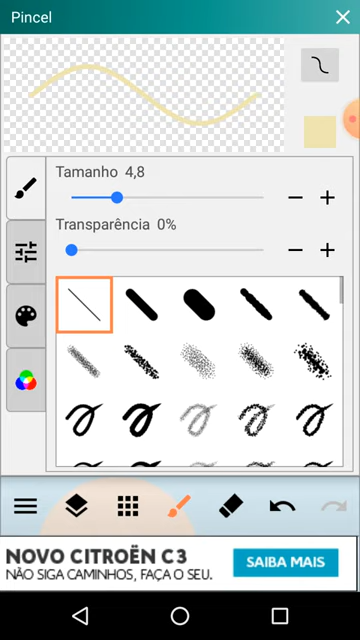 Pincel
Tamanho 4,8
Transparência 0%
NOVO CITROËN C3
NÃO SIGA CAMINHOS, FAÇA O SEU.
SAIBA MAIS